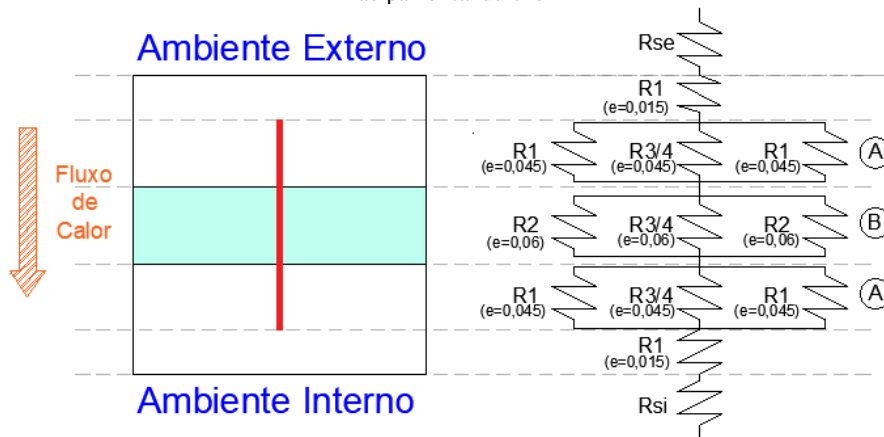 Ambiente Externo
Fluxo
de
Calor
Ambiente Interno
Rse
R1
(e=0,015)
R1
(e=0,045)
R3/4
(e=0,045)
R1
(e=0,045)
A
R2
(e=0,06)
R3/4
(e=0,06)
R2
(e=0,06)
B
R1
(e=0,045)
R3/4
(e=0,045)
R1
(e=0,045)
A
R1
(e=0,015)
Rsi